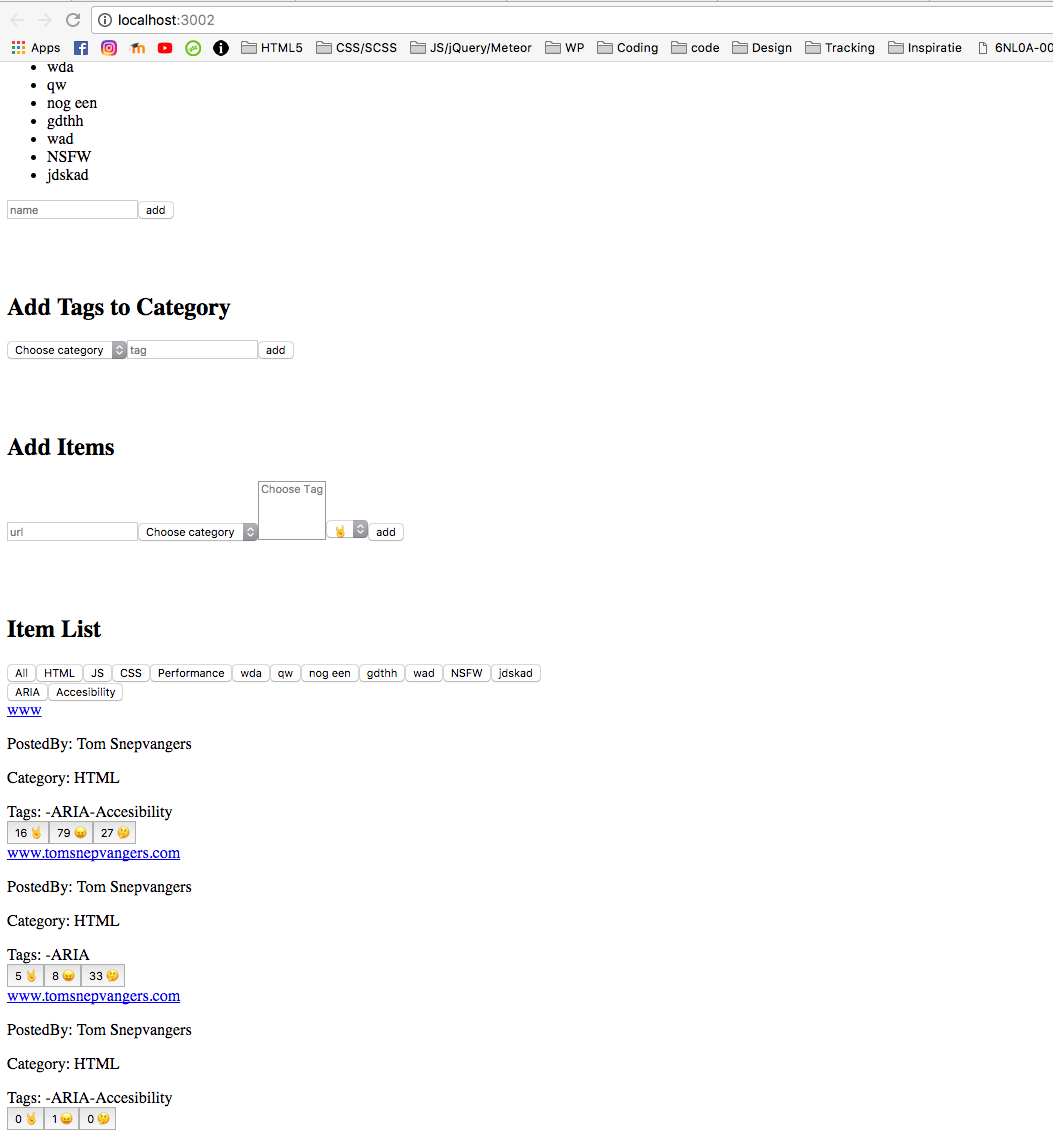 localhost:3002
Apps HTML5 CSS/SCSS JS/jQuery/Meteor WP Coding code Design Tracking Inspiratie 6NL0A-00
wda
qw
nog een
gdthh
wad
NSFW
jdskad
name add
Add Tags to Category
Choose category tag add
Add Items
Choose Tag
url Choose category 🤘 add
Item List
All HTML JS CSS Performance wda qw nog een gdthh wad NSFW jdskad
ARIA Accesibility
www
PostedBy: Tom Snepvangers
Category: HTML
Tags: -ARIA-Accesibility
16 🤘 79 😝 27 🤔
www.tomsnepvangers.com
PostedBy: Tom Snepvangers
Category: HTML
Tags: -ARIA
5 🤘 8 😝 33 🤔
www.tomsnepvangers.com
PostedBy: Tom Snepvangers
Category: HTML
Tags: -ARIA-Accesibility
0 🤘 1 😝 0 🤔